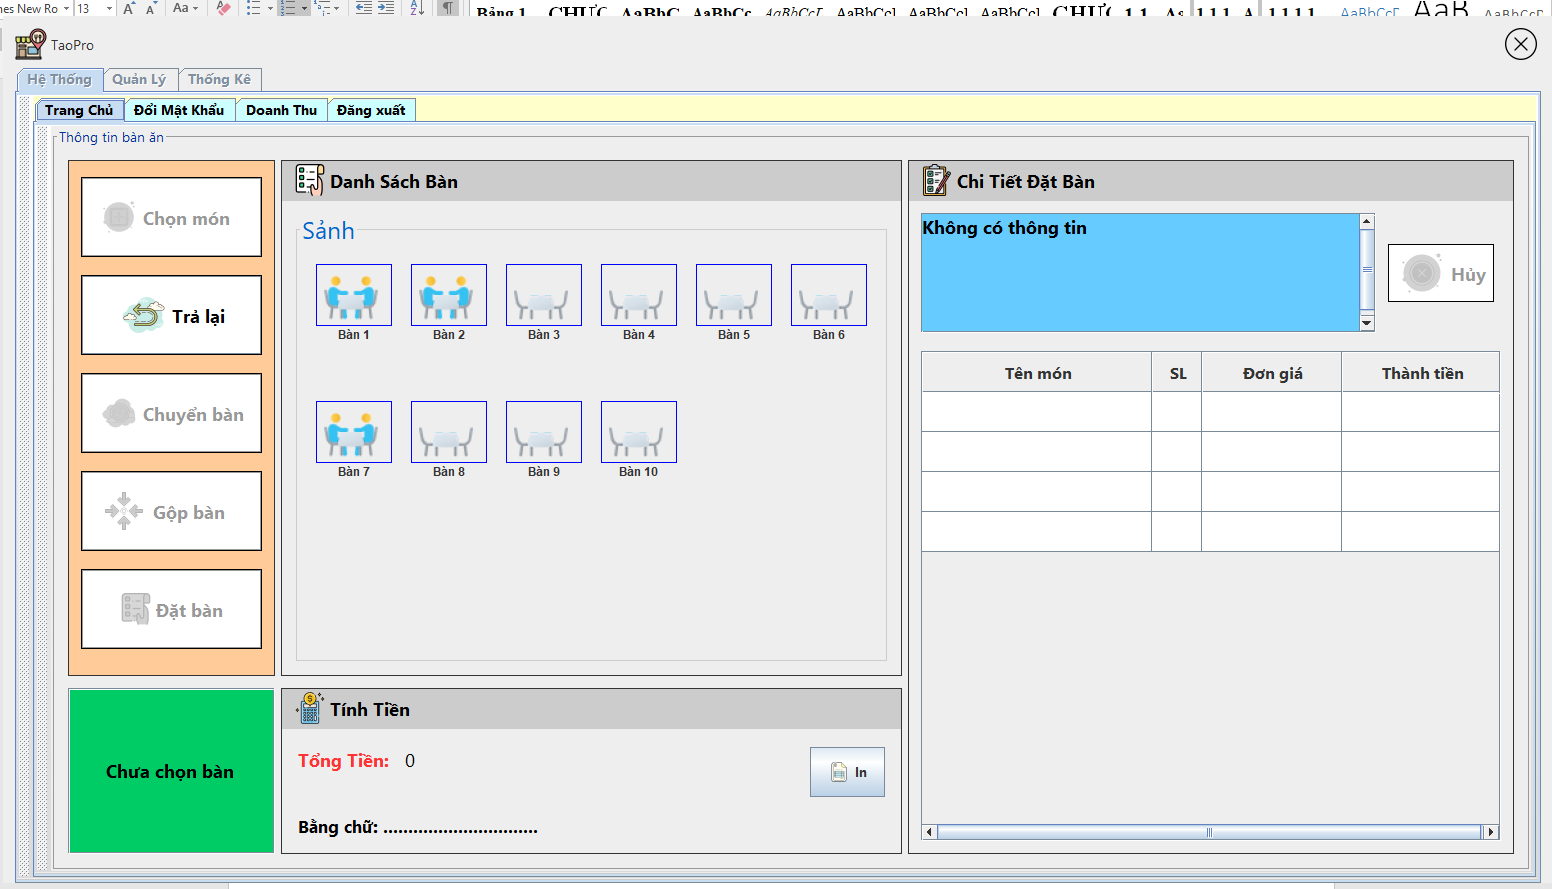 13
Aa
TaoPro
Hệ Thống Quản Lý Thống Kê
Trang Chủ Đổi Mật Khẩu Doanh Thu Đăng xuất
Thông tin bàn ăn
Chọn món
Trả lại
Chuyển bàn
Gộp bàn
Đặt bàn
Chưa chọn bàn
Danh Sách Bàn
Sảnh
Bàn 1 Bàn 2 Bàn 3 Bàn 4 Bàn 5 Bàn 6
Bàn 7 Bàn 8 Bàn 9 Bàn 10
Tính Tiền
Tổng Tiền: 0
In
Bằng chữ: ...............................
Chi Tiết Đặt Bàn
Không có thông tin
Hủy
Tên món SL Đơn giá Thành tiền